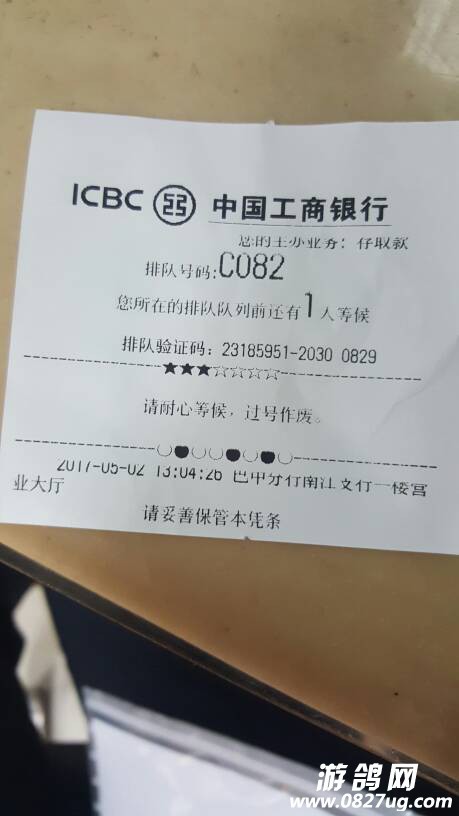 ICBC 中国工商银行
您的主办业务: 存取款
排队号码:C082
您所在的排队队列前还有1人等候
排队验证码: 23185951-2030 0829
★★★☆☆☆☆
请耐心等候, 过号作废。
2017-05-02 13:04:26 巴中分行南江支行一楼营
业大厅
请妥善保管本凭条
游鸽网
www.0827ug.com